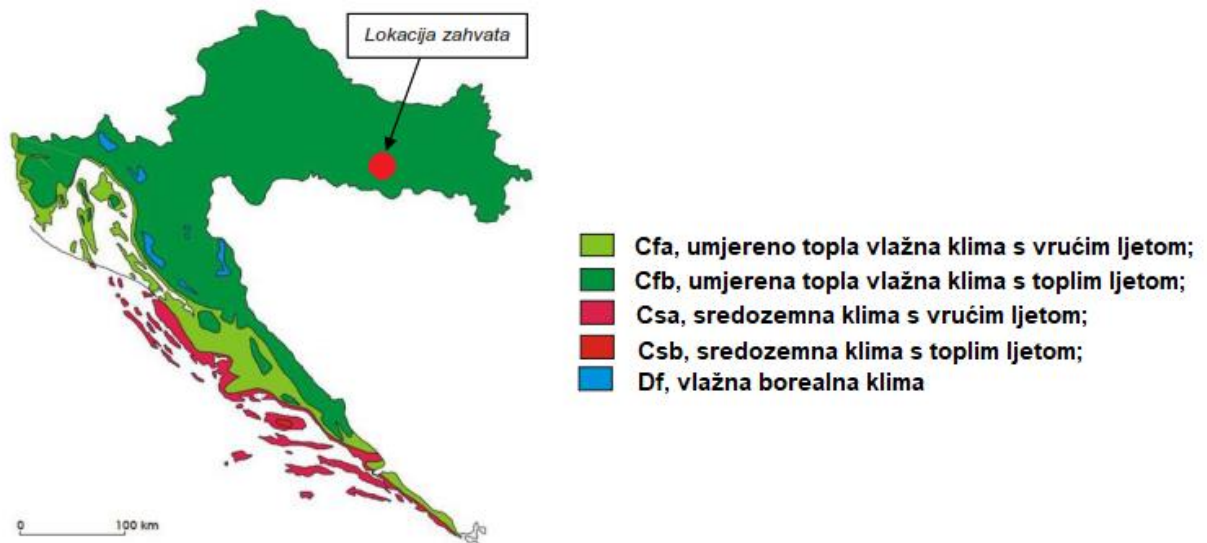 Lokacija zahvata
Cfa, umjereno topla vlažna klima s vrućim ljetom;
Cfb, umjerena topla vlažna klima s toplim ljetom;
Csa, sredozemna klima s vrućim ljetom;
Csb, sredozemna klima s toplim ljetom;
Df, vlažna borealna klima
0 100 km